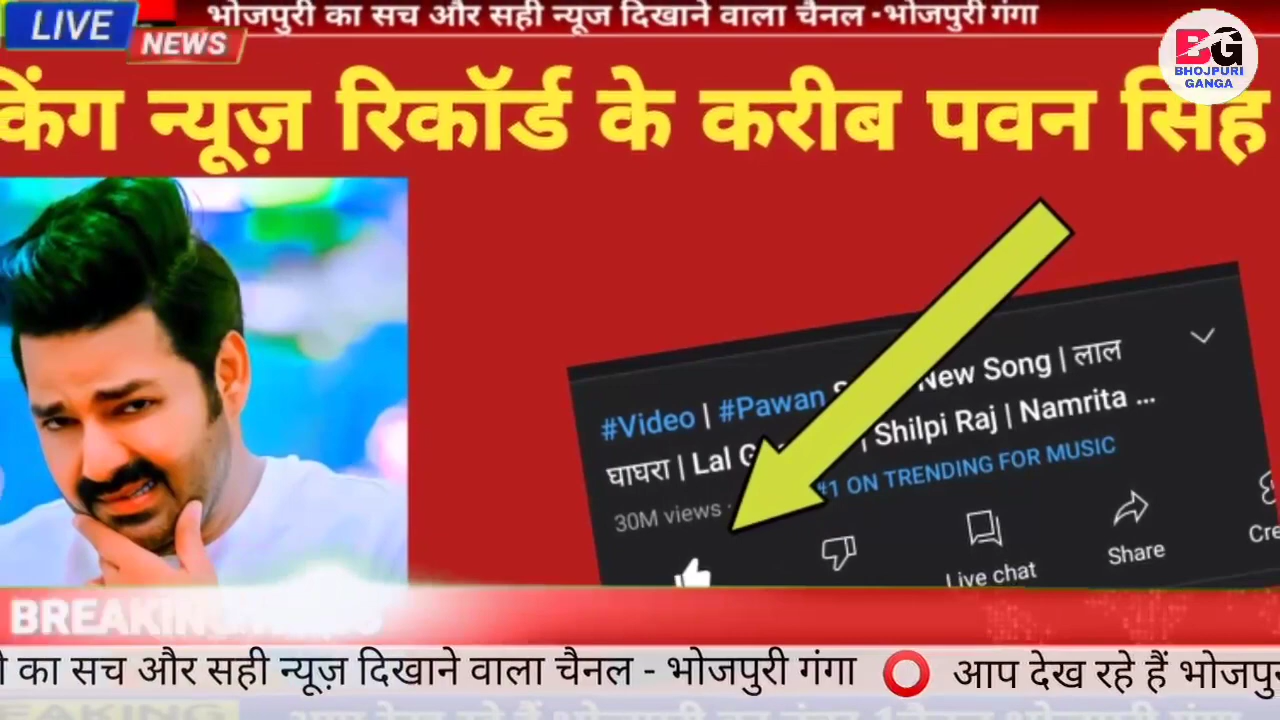 LIVE
NEWS
भोजपुरी का सच और सही न्यूज दिखाने वाला चैनल -भोजपुरी गंगा
BG
BHOJPURI
GANGA
किंग न्यूज़ रिकॉर्ड के करीब पवन सिंह
#Video | #Pawan New Song | लाल
घाघरा | Lal | Shilpi Raj | Namrita ...
30M views #1 ON TRENDING FOR MUSIC
Live chat
Share
Cre
BREAKING
का सच और सही न्यूज़ दिखाने वाला चैनल - भोजपुरी गंगा
आप देख रहे हैं भोजपु